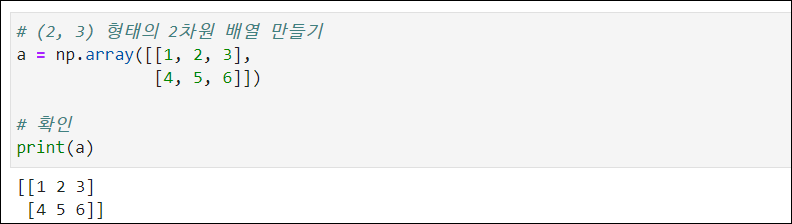 # (2, 3) 형태의 2차원 배열 만들기
a = np.array([[1, 2, 3],
              [4, 5, 6]])
# 확인
print(a)
[[1 2 3]
 [4 5 6]]